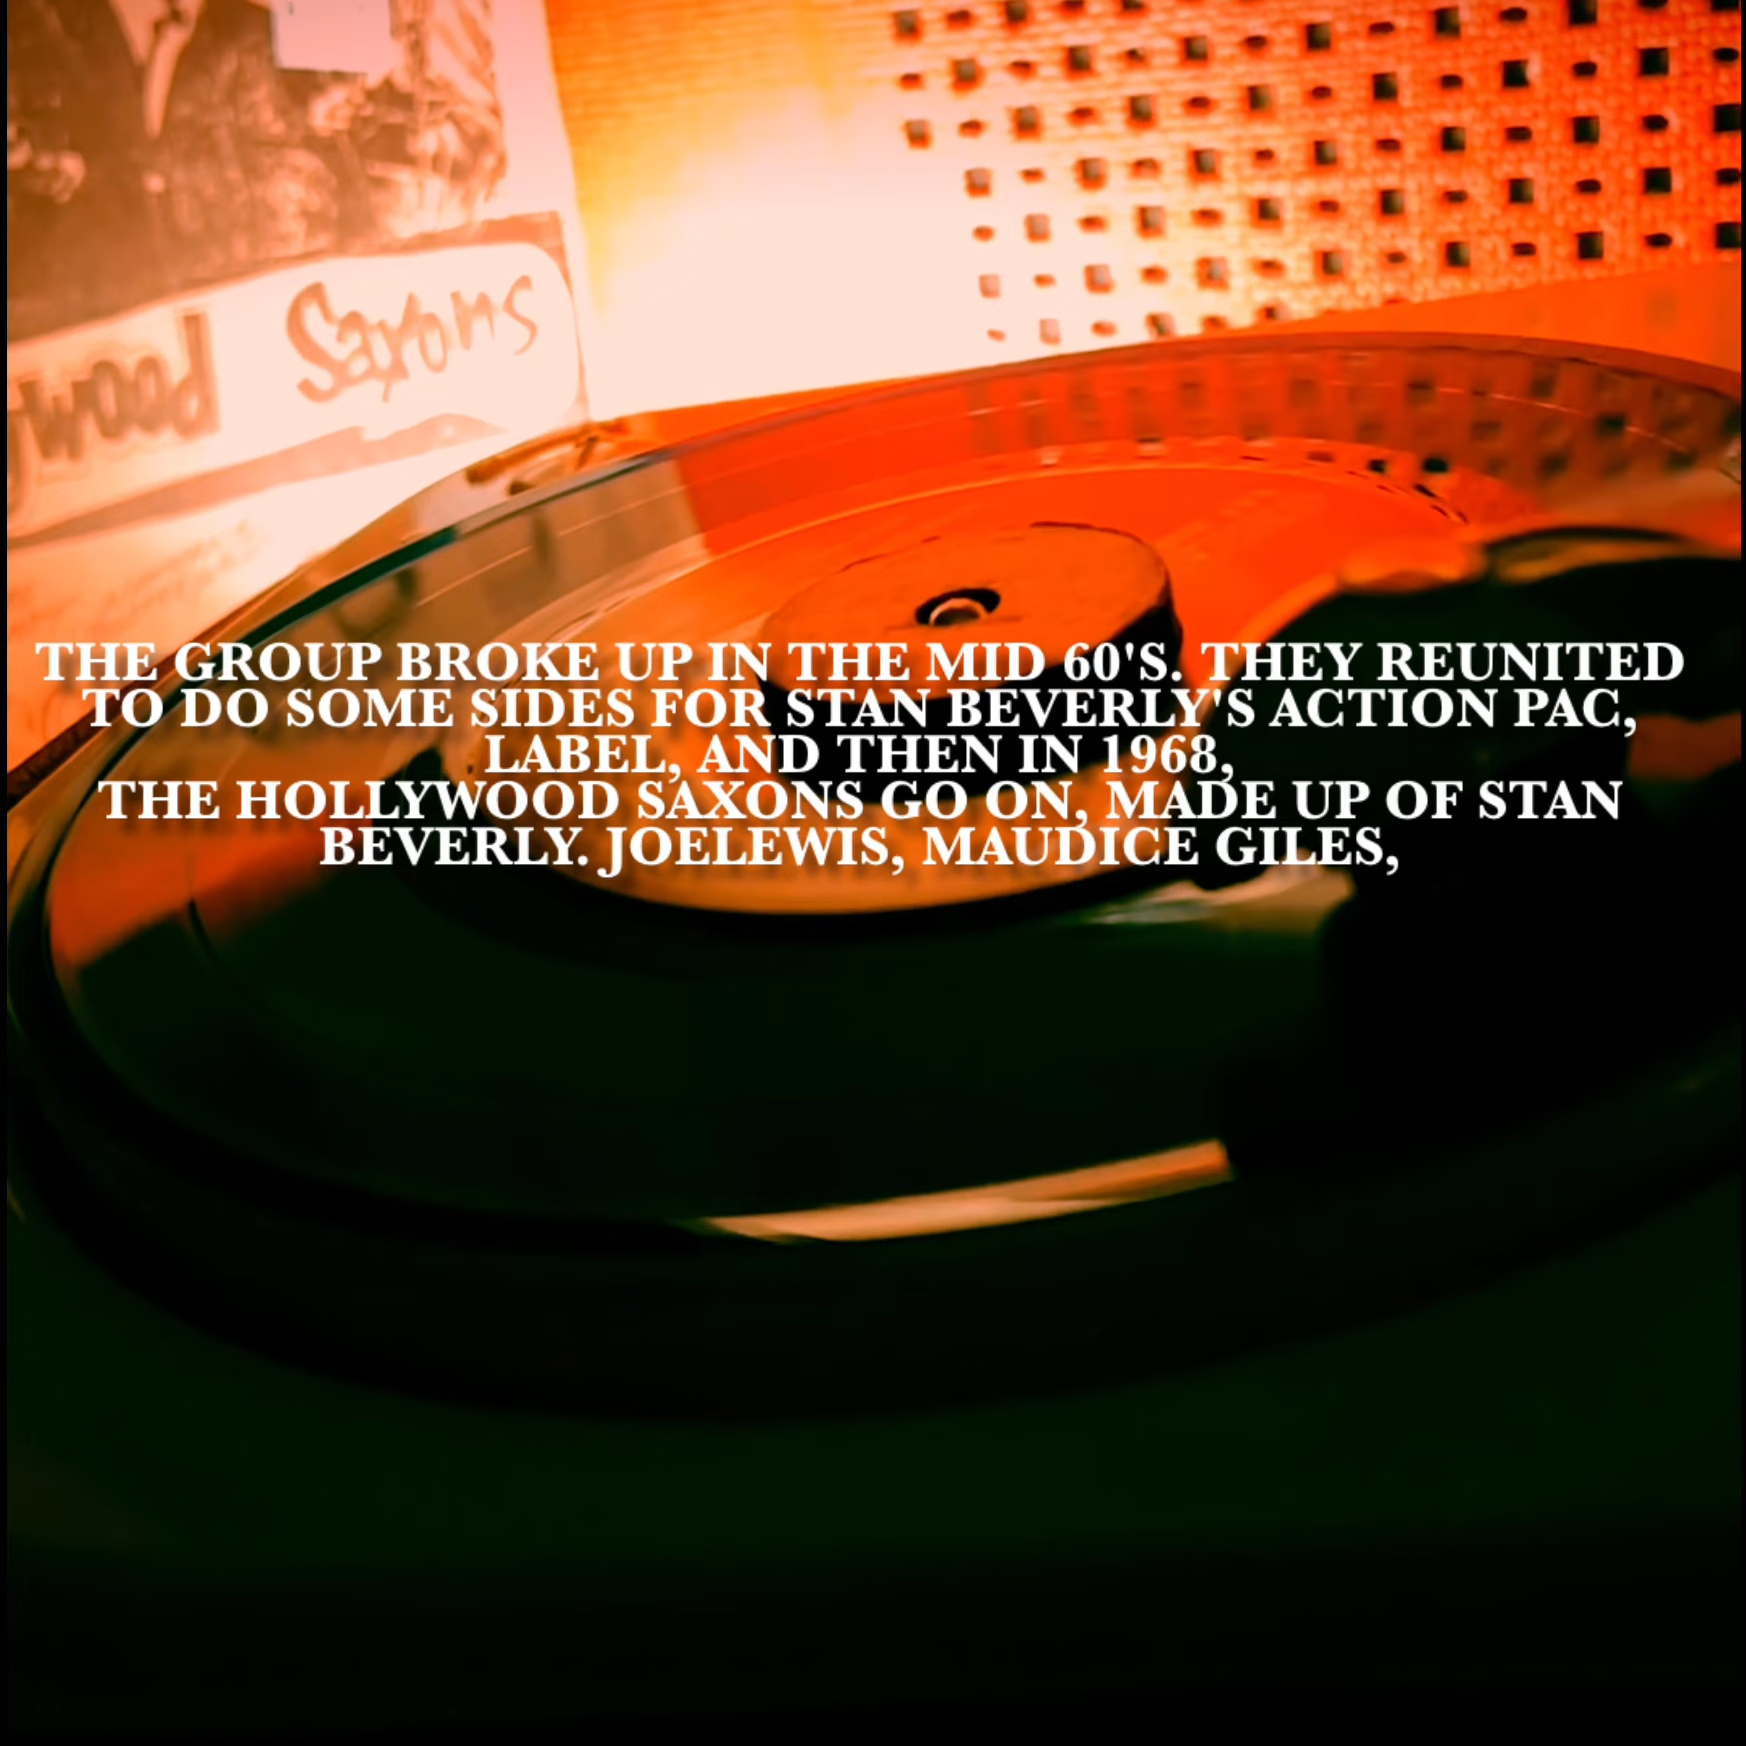 wood Saxons
THE GROUP BROKE UP IN THE MID 60'S. THEY REUNITED
TO DO SOME SIDES FOR STAN BEVERLY'S ACTION PAC,
LABEL, AND THEN IN 1968,
THE HOLLYWOOD SAXONS GO ON, MADE UP OF STAN
BEVERLY. JOELEWIS, MAUDICE GILES,